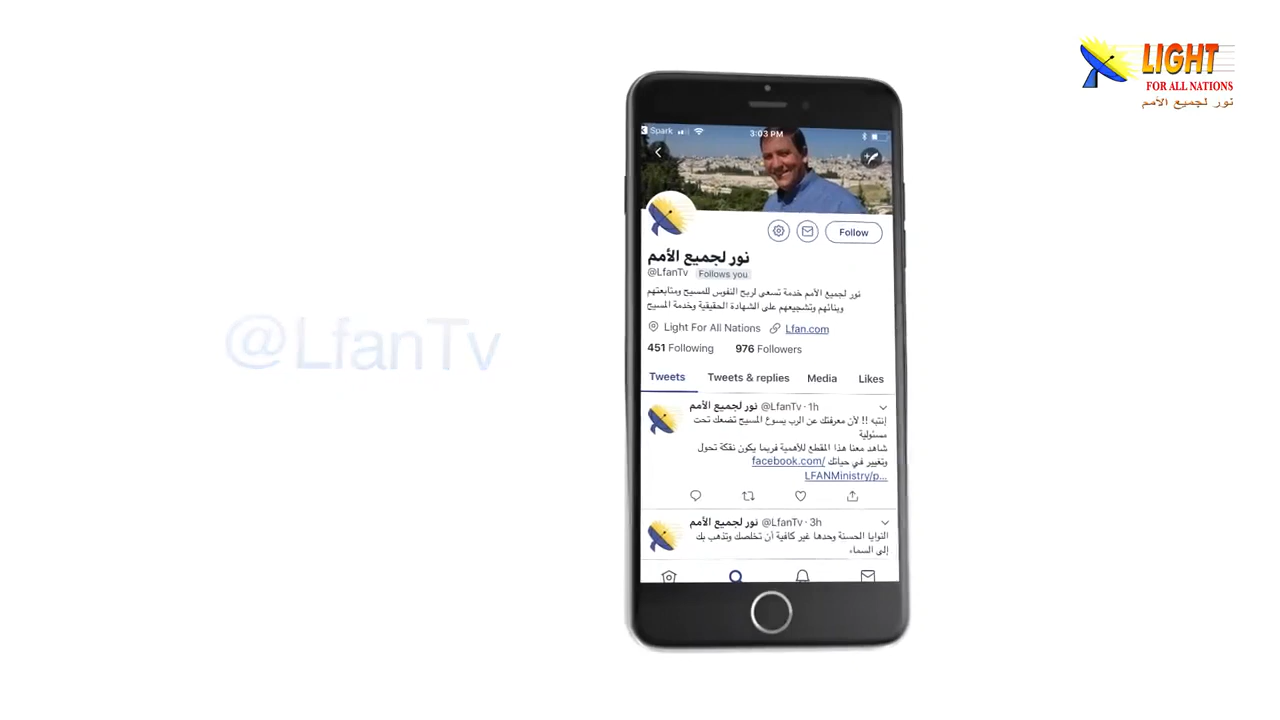 LIGHT
FOR ALL NATIONS
نور لجميع الأمم
@LfanTv
Spark
3:03 PM
Follow
نور لجميع الأمم
@LfanTv Follows you
نور لجميع الأمم خدمة تسعى لربح النفوس للمسيح ومتابعتهم
وبنائهم وتشجيعهم على الشهادة الحقيقية وخدمة المسيح
Light For All Nations Lfan.com
451 Following 976 Followers
Tweets Tweets & replies Media Likes
نور لجميع الأمم @LfanTv · 1h
إنتبه !! لأن معرفتك عن الرب يسوع المسيح تضعك تحت
مسئولية
شاهد معنا هذا المقطع للأهمية فربما يكون نقكة تحول
وتغيير في حياتك facebook.com/
LFANMinistry/p...
نور لجميع الأمم @LfanTv · 3h
النوايا الحسنة وحدها غير كافية أن تخلصك وتذهب بك
إلى السماء